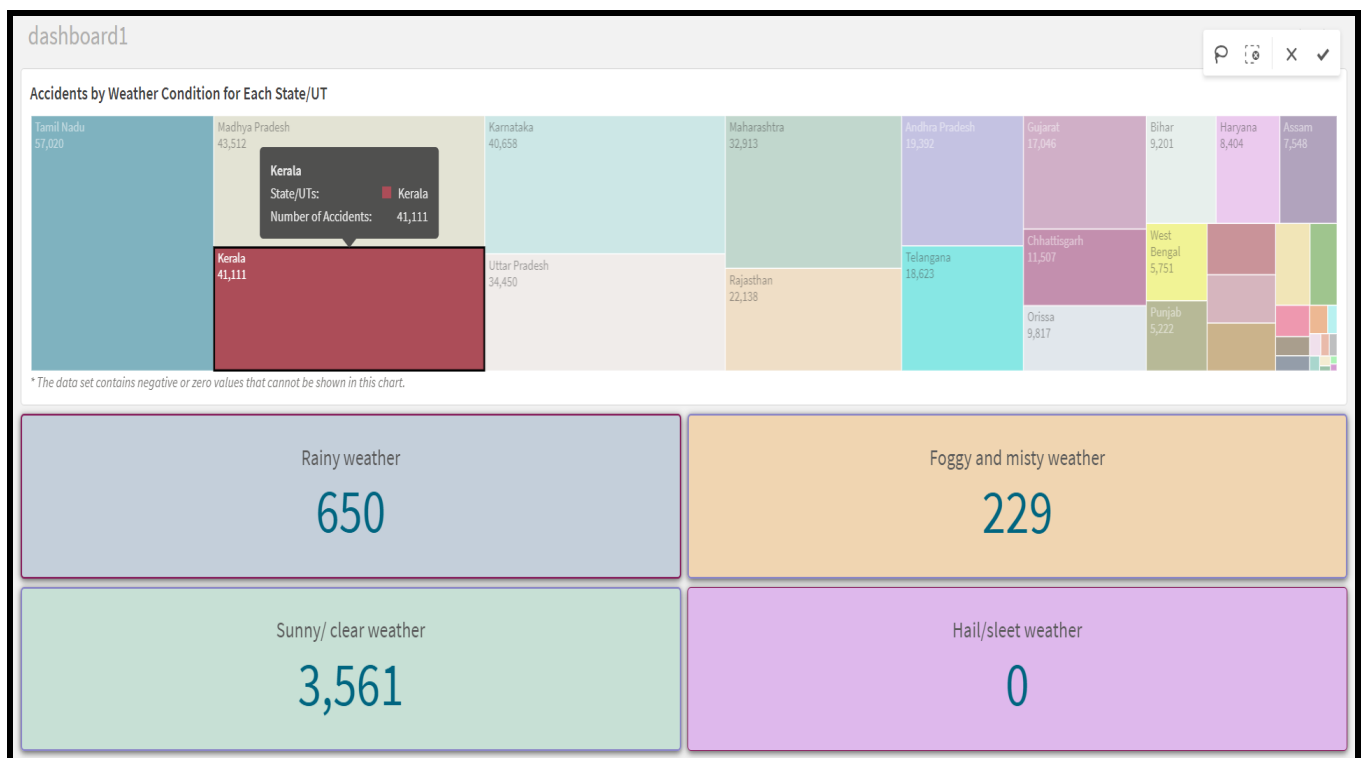 dashboard1
Accidents by Weather Condition for Each State/UT
Tamil Nadu
57,020
Madhya Pradesh
43,512
Karnataka
40,658
Maharashtra
32,913
Andhra Pradesh
19,392
Gujarat
17,046
Bihar
9,201
Haryana
8,404
Assam
7,548
Kerala
State/UTs: Kerala
Number of Accidents: 41,111
Kerala
41,111
Uttar Pradesh
34,450
Rajasthan
22,138
Telangana
18,623
Chhattisgarh
11,507
Orissa
9,817
West
Bengal
5,751
Punjab
5,222
* The data set contains negative or zero values that cannot be shown in this chart.
Rainy weather
650
Foggy and misty weather
229
Sunny/ clear weather
3,561
Hail/sleet weather
0